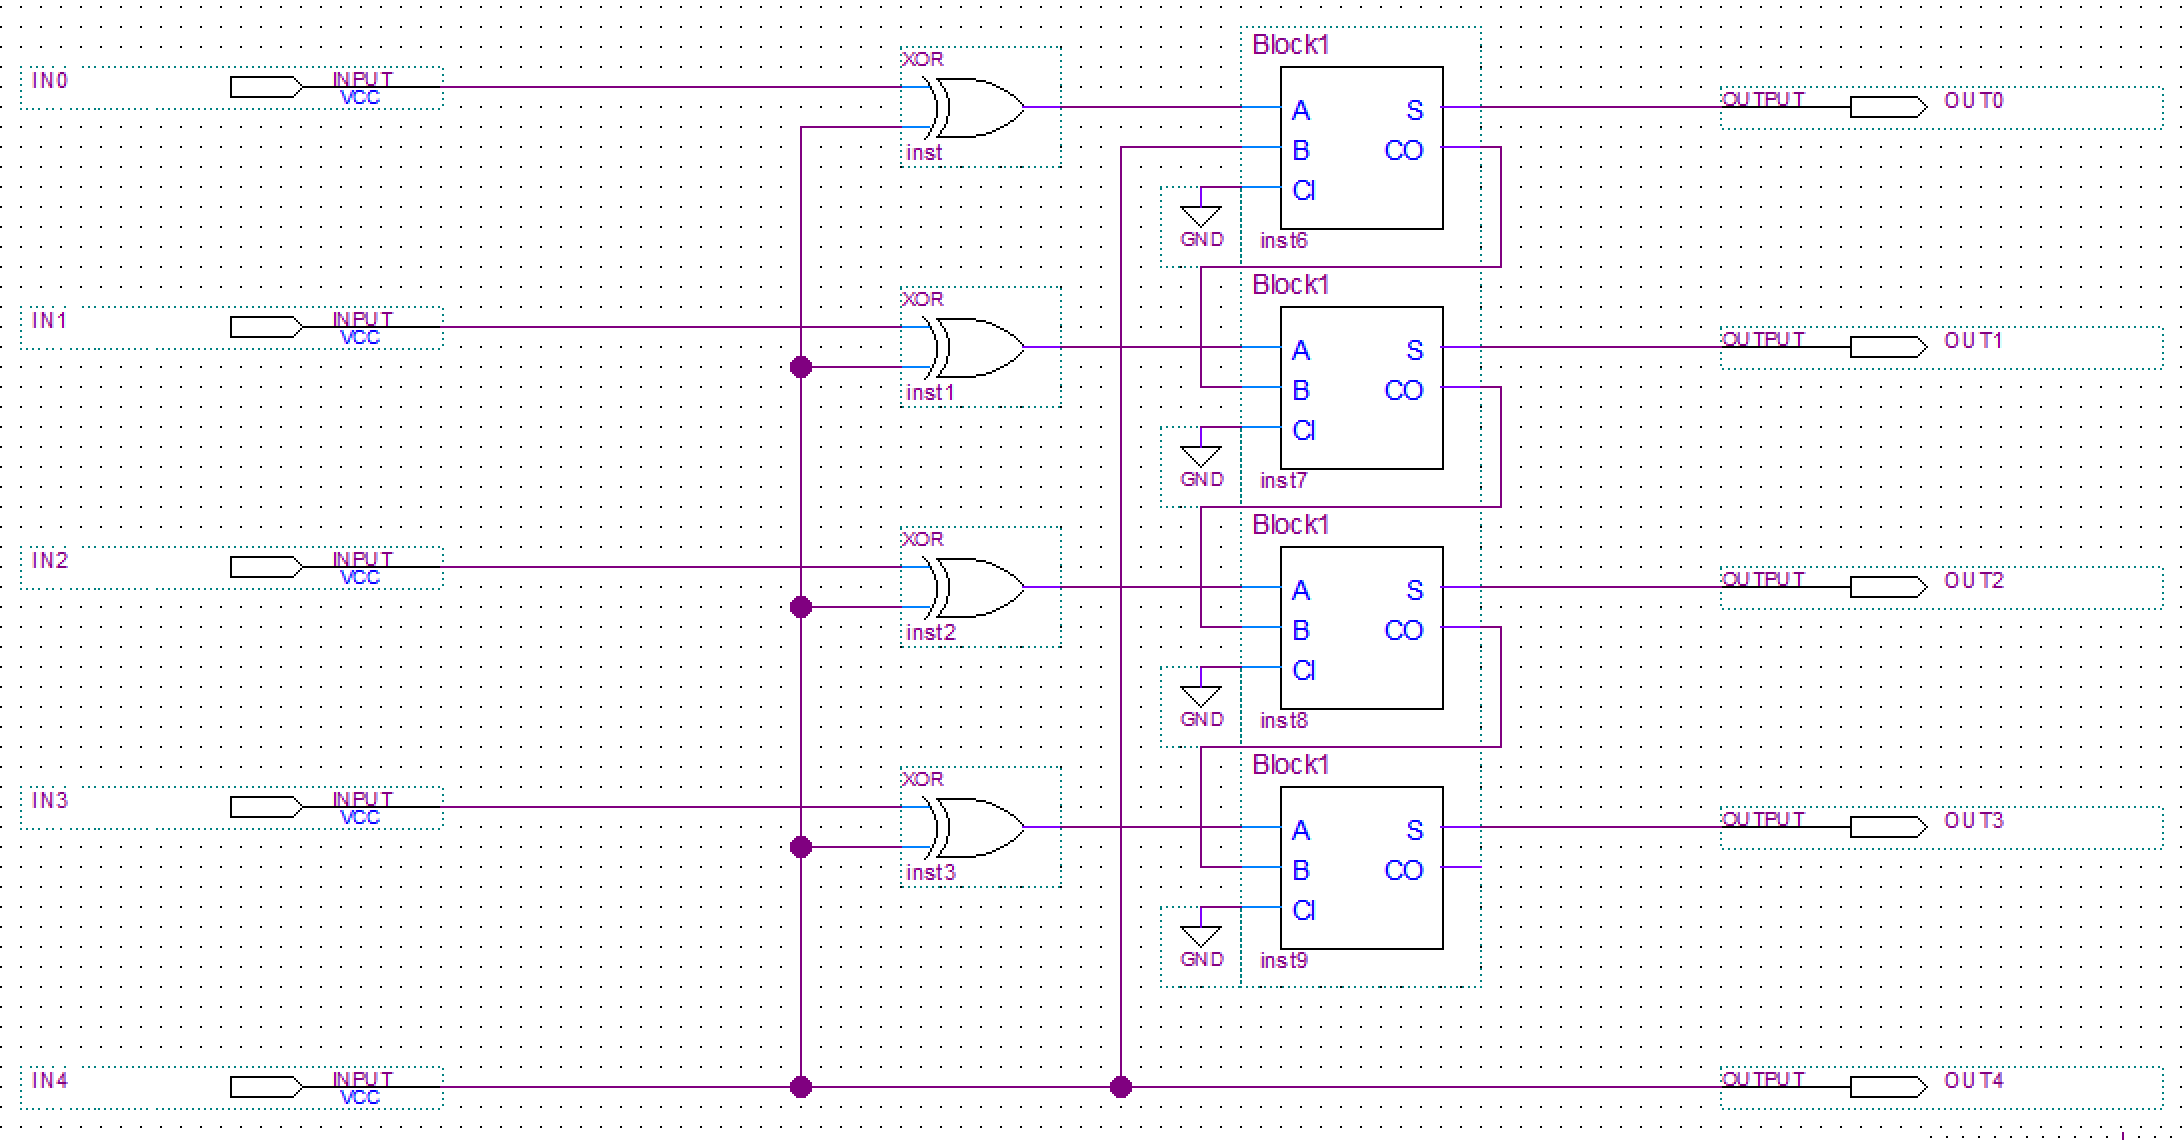 IN0
INPUT
VCC
XOR
inst
Block1
A
S
B
CO
CI
GND
inst6
OUTPUT
OUT0
IN1
INPUT
VCC
XOR
inst1
Block1
A
S
B
CO
CI
GND
inst7
OUTPUT
OUT1
IN2
INPUT
VCC
XOR
inst2
Block1
A
S
B
CO
CI
GND
inst8
OUTPUT
OUT2
IN3
INPUT
VCC
XOR
inst3
Block1
A
S
B
CO
CI
GND
inst9
OUTPUT
OUT3
IN4
INPUT
VCC
OUTPUT
OUT4